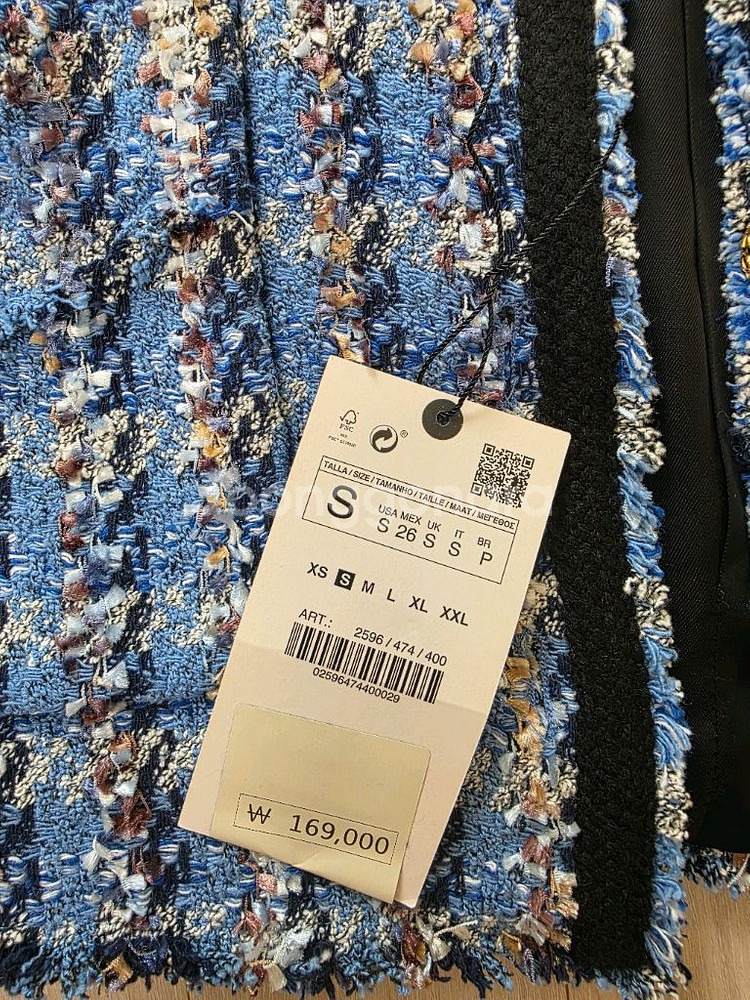 FSC
®
TALLA / SIZE / TAMANHO / TAILLE / MAAT / ΜΕΓΕΘΟΣ
S
USA MEX UK IT BR
S 26 S S P
XS S M L XL XXL
ART.: 2596 / 474 / 400
02596474400029
₩ 169,000